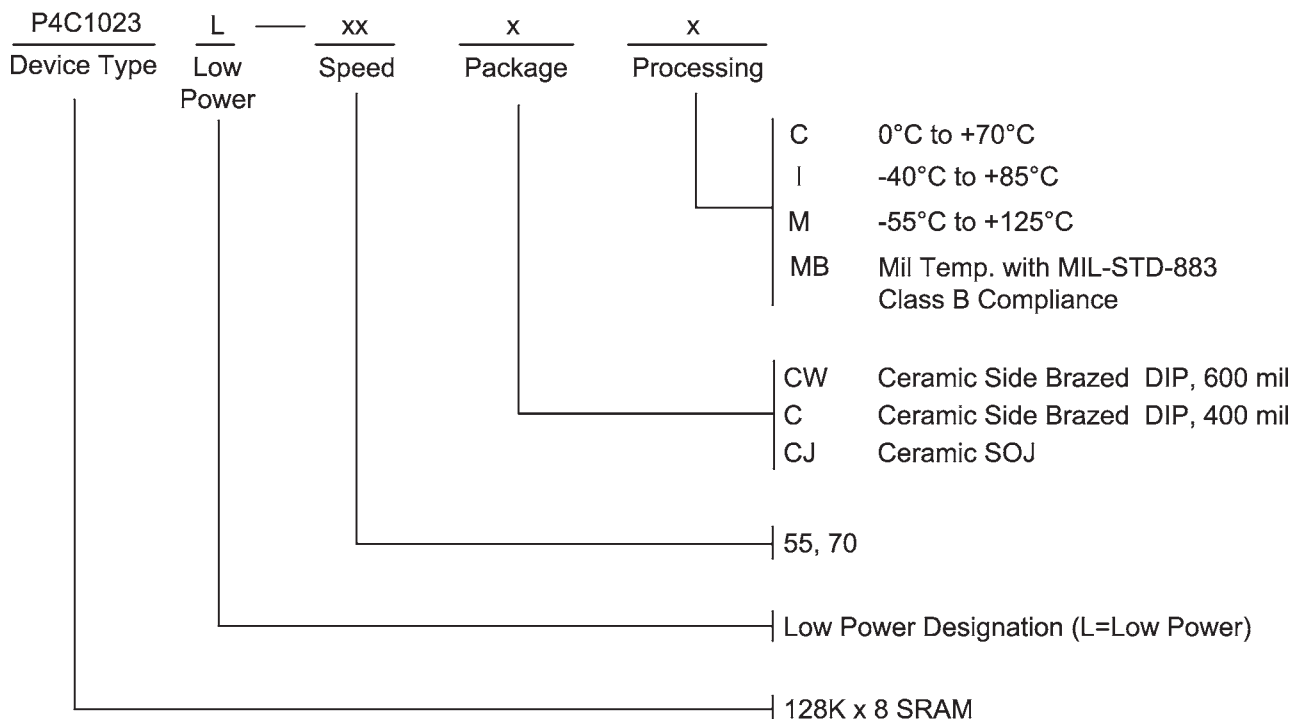 P4C1023 L — xx x x
Device Type Low Power Speed Package Processing
C 0°C to +70°C
I -40°C to +85°C
M -55°C to +125°C
MB Mil Temp. with MIL-STD-883
Class B Compliance
CW Ceramic Side Brazed DIP, 600 mil
C Ceramic Side Brazed DIP, 400 mil
CJ Ceramic SOJ
55, 70
Low Power Designation (L=Low Power)
128K x 8 SRAM